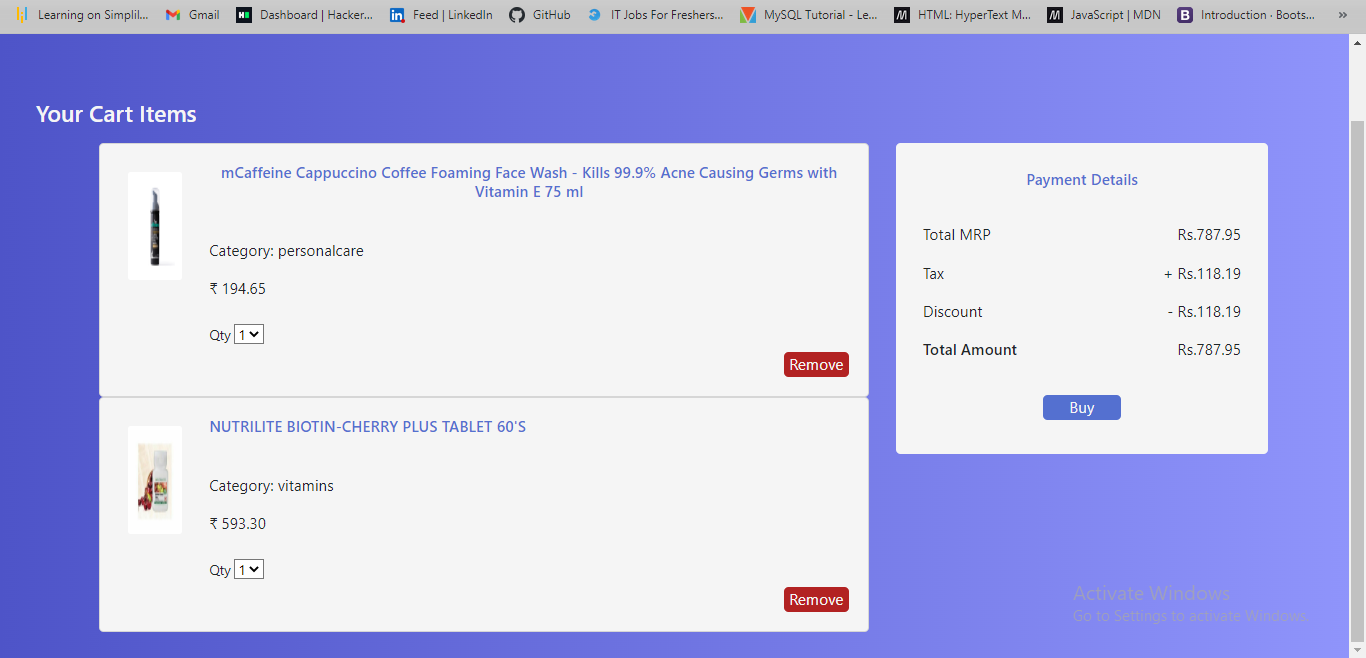 Learning on Simplil...
Gmail
Dashboard | Hacker...
Feed | LinkedIn
GitHub
IT Jobs For Freshers...
MySQL Tutorial - Le...
HTML: HyperText M...
JavaScript | MDN
Introduction · Boots...
»
Your Cart Items
mCaffeine Cappuccino Coffee Foaming Face Wash - Kills 99.9% Acne Causing Germs with
Vitamin E 75 ml
Category: personalcare
₹ 194.65
Qty 1
Remove
NUTRILITE BIOTIN-CHERRY PLUS TABLET 60'S
Category: vitamins
₹ 593.30
Qty 1
Remove
Payment Details
Total MRP Rs.787.95
Tax + Rs.118.19
Discount - Rs.118.19
Total Amount Rs.787.95
Buy
Activate Windows
Go to Settings to activate Windows.